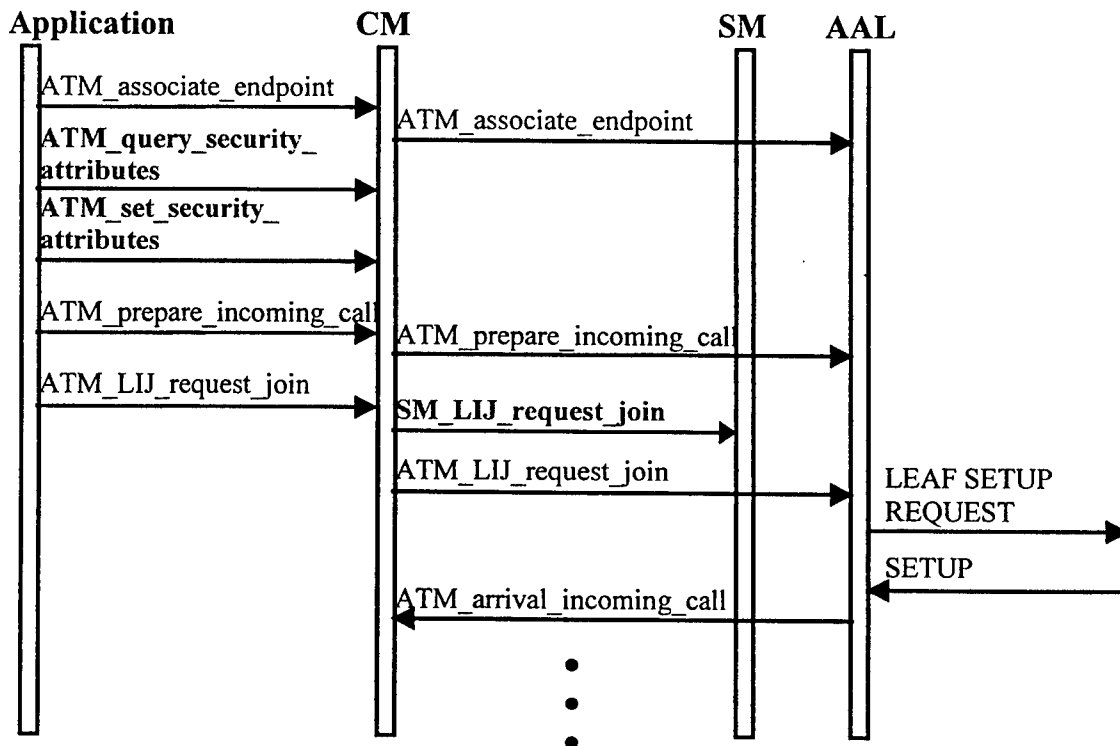 Application CM SM AAL
ATM_associate_endpoint
ATM_associate_endpoint
ATM_query_security_
attributes
ATM_set_security_
attributes
ATM_prepare_incoming_call
ATM_prepare_incoming_call
ATM_LIJ_request_join
SM_LIJ_request_join
ATM_LIJ_request_join
LEAF SETUP
REQUEST
SETUP
ATM_arrival_incoming_call